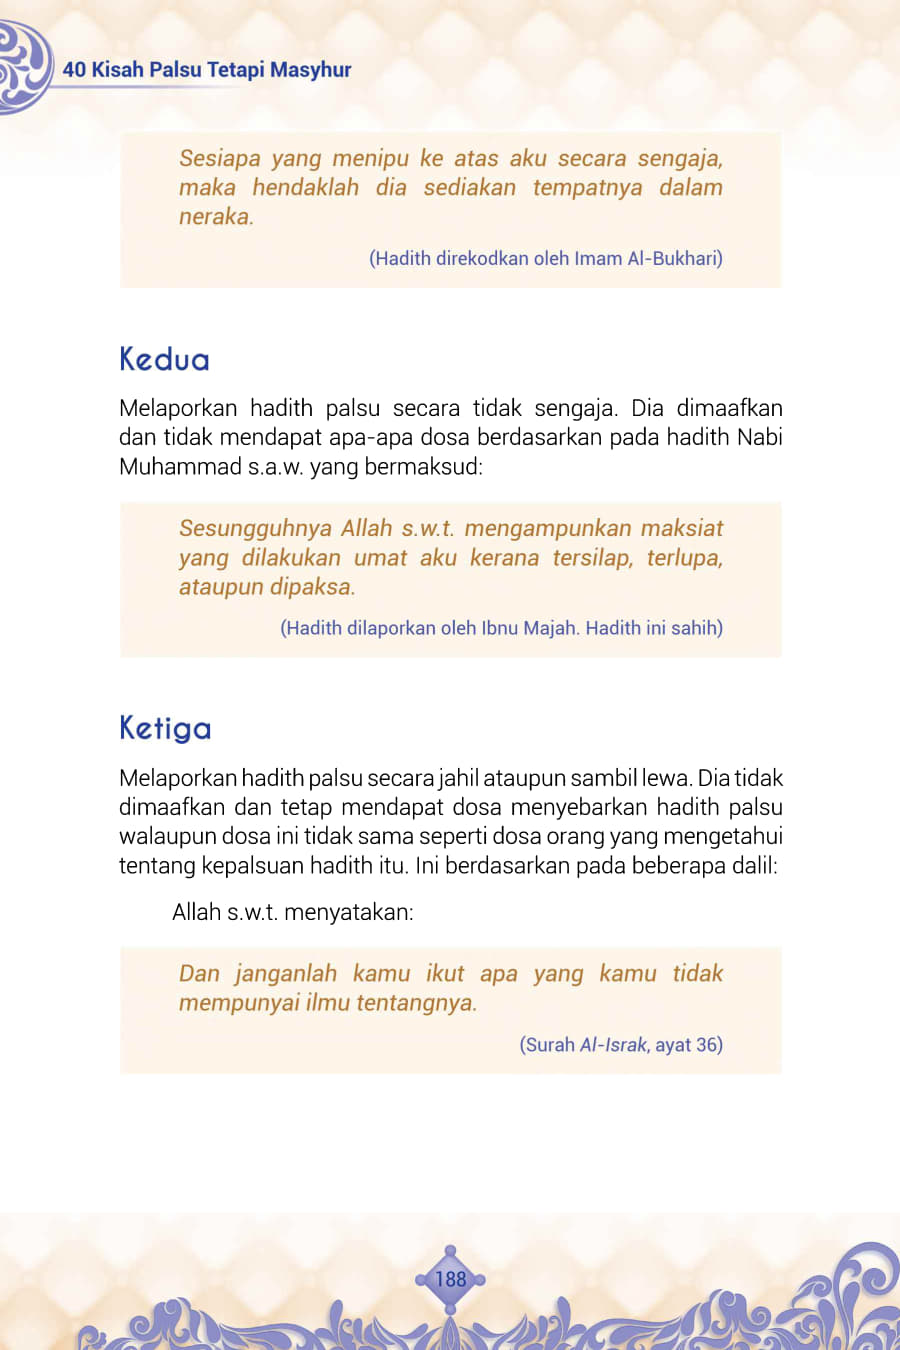 40 Kisah Palsu Tetapi Masyhur
Sesiapa yang menipu ke atas aku secara sengaja,
maka hendaklah dia sediakan tempatnya dalam
neraka.
(Hadith direkodkan oleh Imam Al-Bukhari)
Kedua
Melaporkan hadith palsu secara tidak sengaja. Dia dimaafkan
dan tidak mendapat apa-apa dosa berdasarkan pada hadith Nabi
Muhammad s.a.w. yang bermaksud:
Sesungguhnya Allah s.w.t. mengampunkan maksiat
yang dilakukan umat aku kerana tersilap, terlupa,
ataupun dipaksa.
(Hadith dilaporkan oleh Ibnu Majah. Hadith ini sahih)
Ketiga
Melaporkan hadith palsu secara jahil ataupun sambil lewa. Dia tidak
dimaafkan dan tetap mendapat dosa menyebarkan hadith palsu
walaupun dosa ini tidak sama seperti dosa orang yang mengetahui
tentang kepalsuan hadith itu. Ini berdasarkan pada beberapa dalil:
Allah s.w.t. menyatakan:
Dan janganlah kamu ikut apa yang kamu tidak
mempunyai ilmu tentangnya.
(Surah Al-Israk, ayat 36)
188